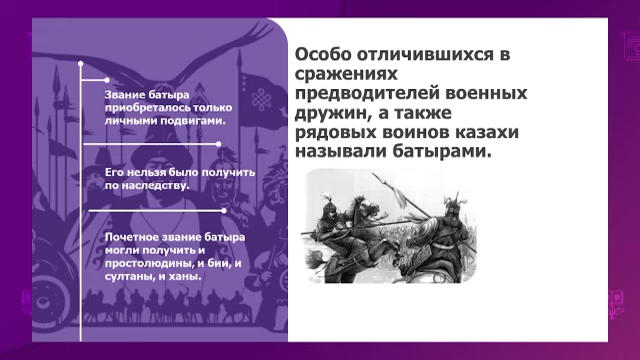 Звание батыра
приобреталось только
личными подвигами.
Его нельзя было получить
по наследству.
Почетное звание батыра
могли получить и
простолюдины, и бии, и
султаны, и ханы.
Особо отличившихся в
сражениях
предводителей военных
дружин, а также
рядовых воинов казахи
называли батырами.